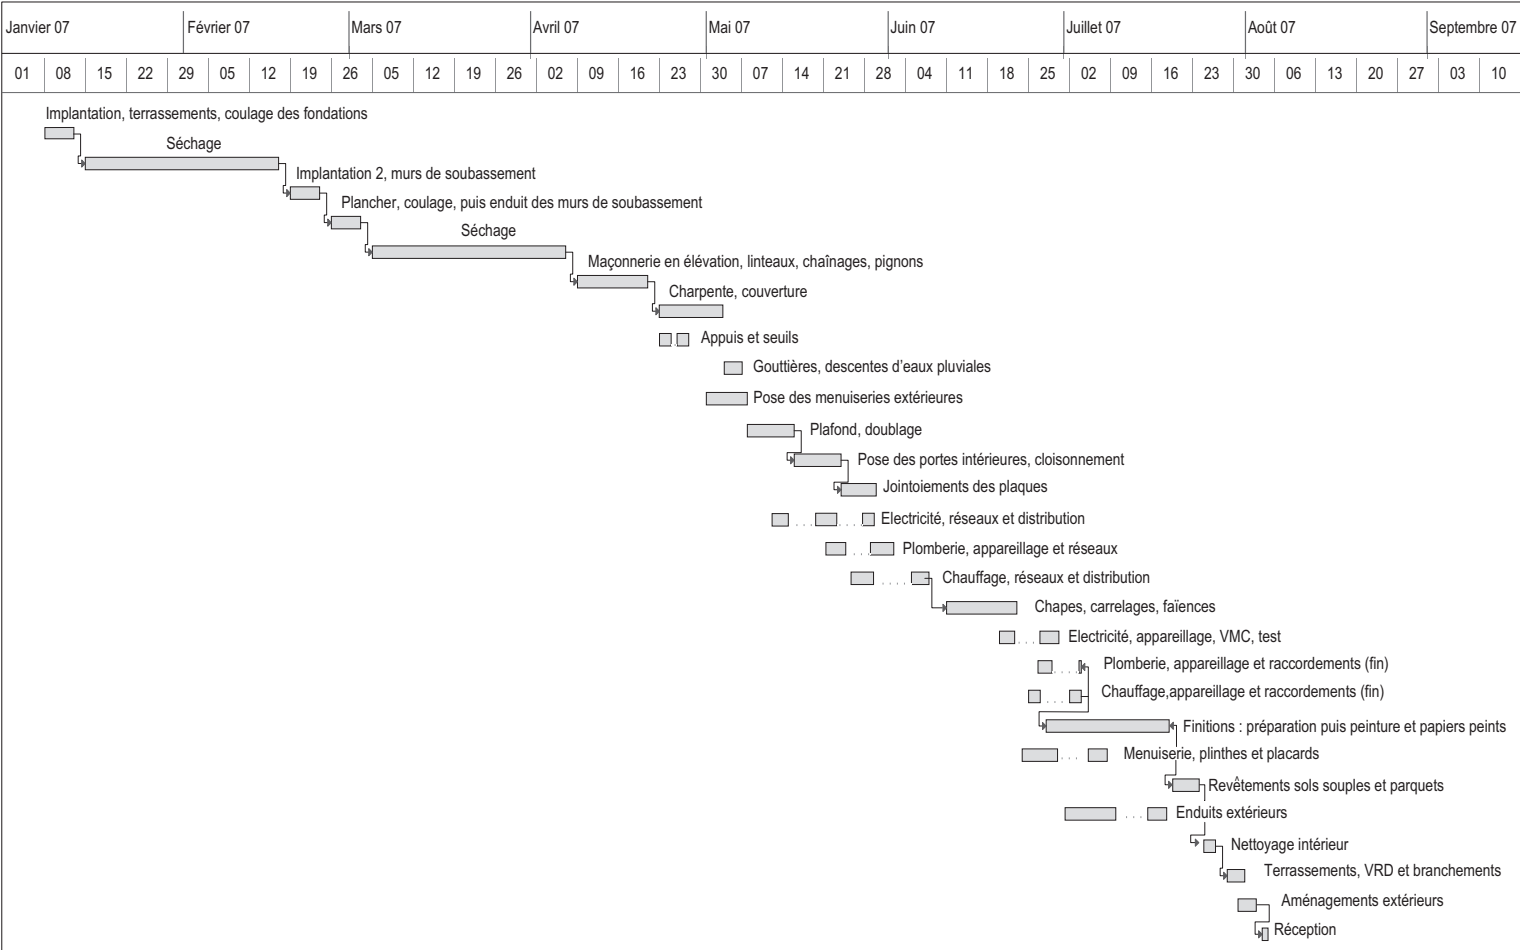 Janvier 07 Février 07 Mars 07 Avril 07 Mai 07 Juin 07 Juillet 07 Août 07 Septembre 07
01 08 15 22 29 05 12 19 26 05 12 19 26 02 09 16 23 30 07 14 21 28 04 11 18 25 02 09 16 23 30 06 13 20 27 03 10
Implantation, terrassements, coulage des fondations
Séchage
Implantation 2, murs de soubassement
Plancher, coulage, puis enduit des murs de soubassement
Séchage
Maçonnerie en élévation, linteaux, chaînages, pignons
Charpente, couverture
Appuis et seuils
Gouttières, descentes d’eaux pluviales
Pose des menuiseries extérieures
Plafond, doublage
Pose des portes intérieures, cloisonnement
Jointoiements des plaques
Electricité, réseaux et distribution
Plomberie, appareillage et réseaux
Chauffage, réseaux et distribution
Chapes, carrelages, faïences
Electricité, appareillage, VMC, test
Plomberie, appareillage et raccordements (fin)
Chauffage,appareillage et raccordements (fin)
Finitions : préparation puis peinture et papiers peints
Menuiserie, plinthes et placards
Revêtements sols souples et parquets
Enduits extérieurs
Nettoyage intérieur
Terrassements, VRD et branchements
Aménagements extérieurs
Réception